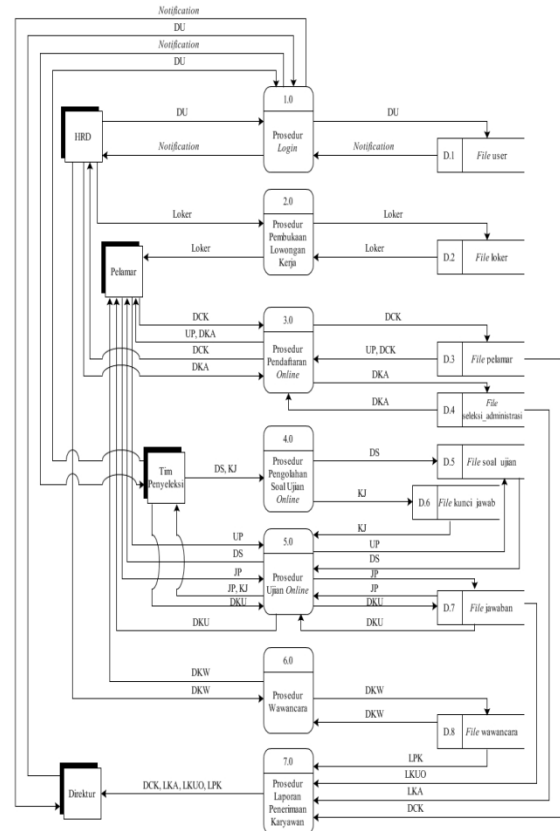 Notification
DU
Notification
DU
1.0
HRD
DU
Prosedur
Login
DU
Notification
Notification
D.1
File user
2.0
Loker
Prosedur
Pembukaan
Lowongan
Kerja
Loker
Loker
Loker
D.2
File loker
Pelamar
3.0
DCK
DCK
UP, DKA
Prosedur
Pendaftaran
Online
DCK
UP, DCK
D.3
File pelamar
DKA
DKA
DKA
D.4
File
seleksi_administrasi
4.0
Tim
Penyeleksi
DS, KJ
Prosedur
Pengolahan
Soal Ujian
Online
DS
D.5
File soal ujian
KJ
D.6
File kunci jawab
KJ
5.0
UP
UP
DS
DS
Prosedur
Ujian Online
JP
JP
JP, KJ
JP
DKU
DKU
D.7
File jawaban
DKU
DKU
6.0
DKW
Prosedur
Wawancara
DKW
DKW
DKW
D.8
File wawancara
7.0
LPK
Direktur
DCK, LKA, LKUO, LPK
Prosedur
Laporan
Penerimaan
Karyawan
LKUO
LKA
DCK